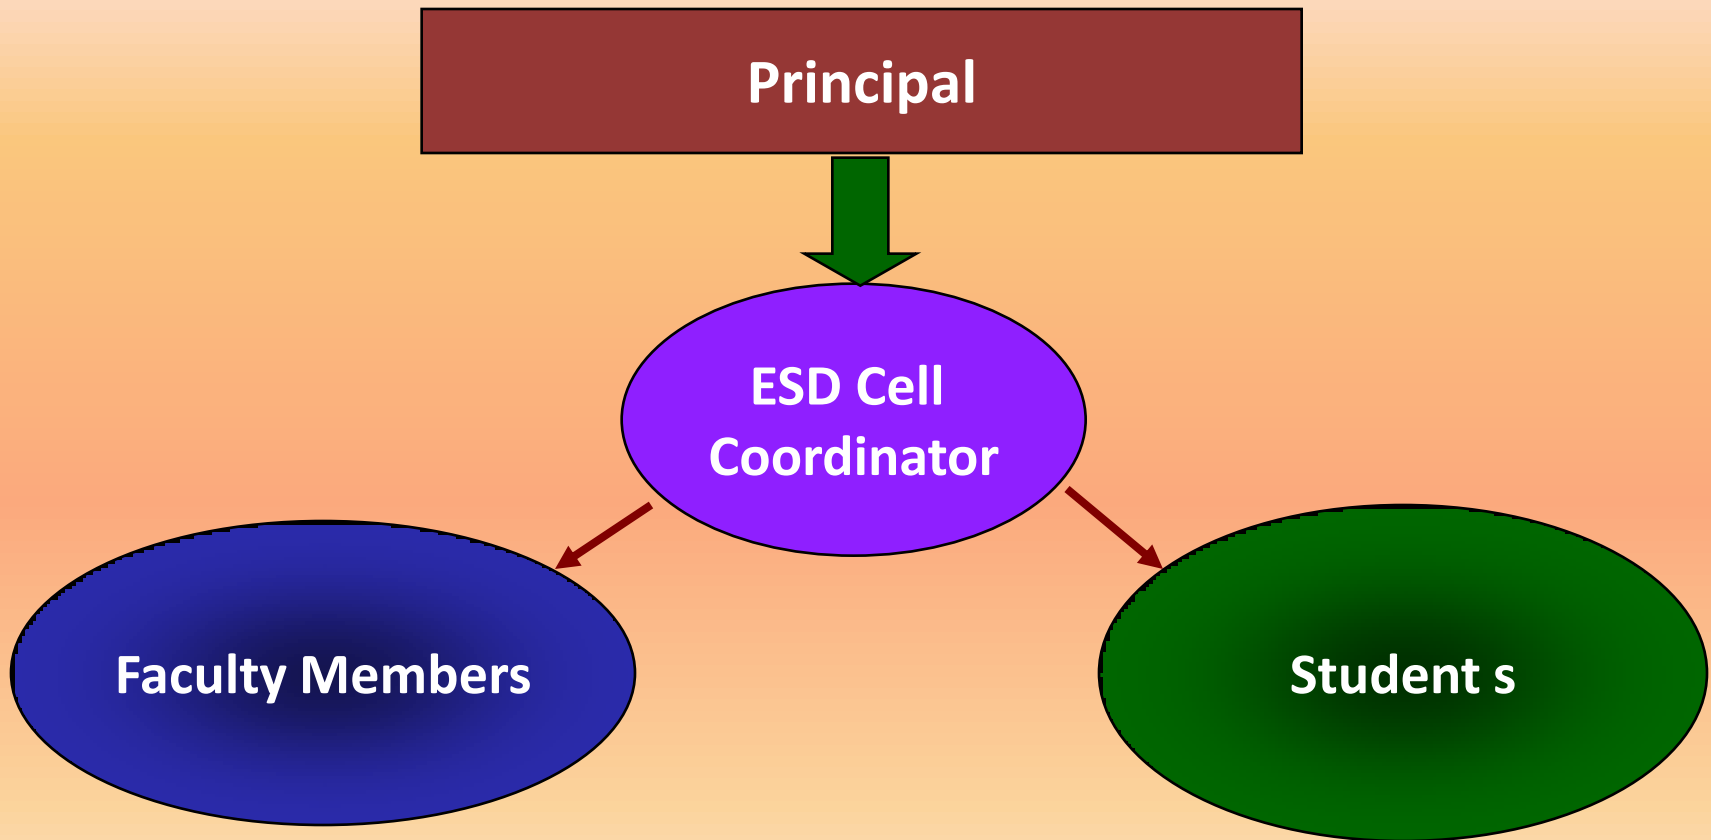 Principal
ESD Cell
Coordinator
Faculty Members
Student s